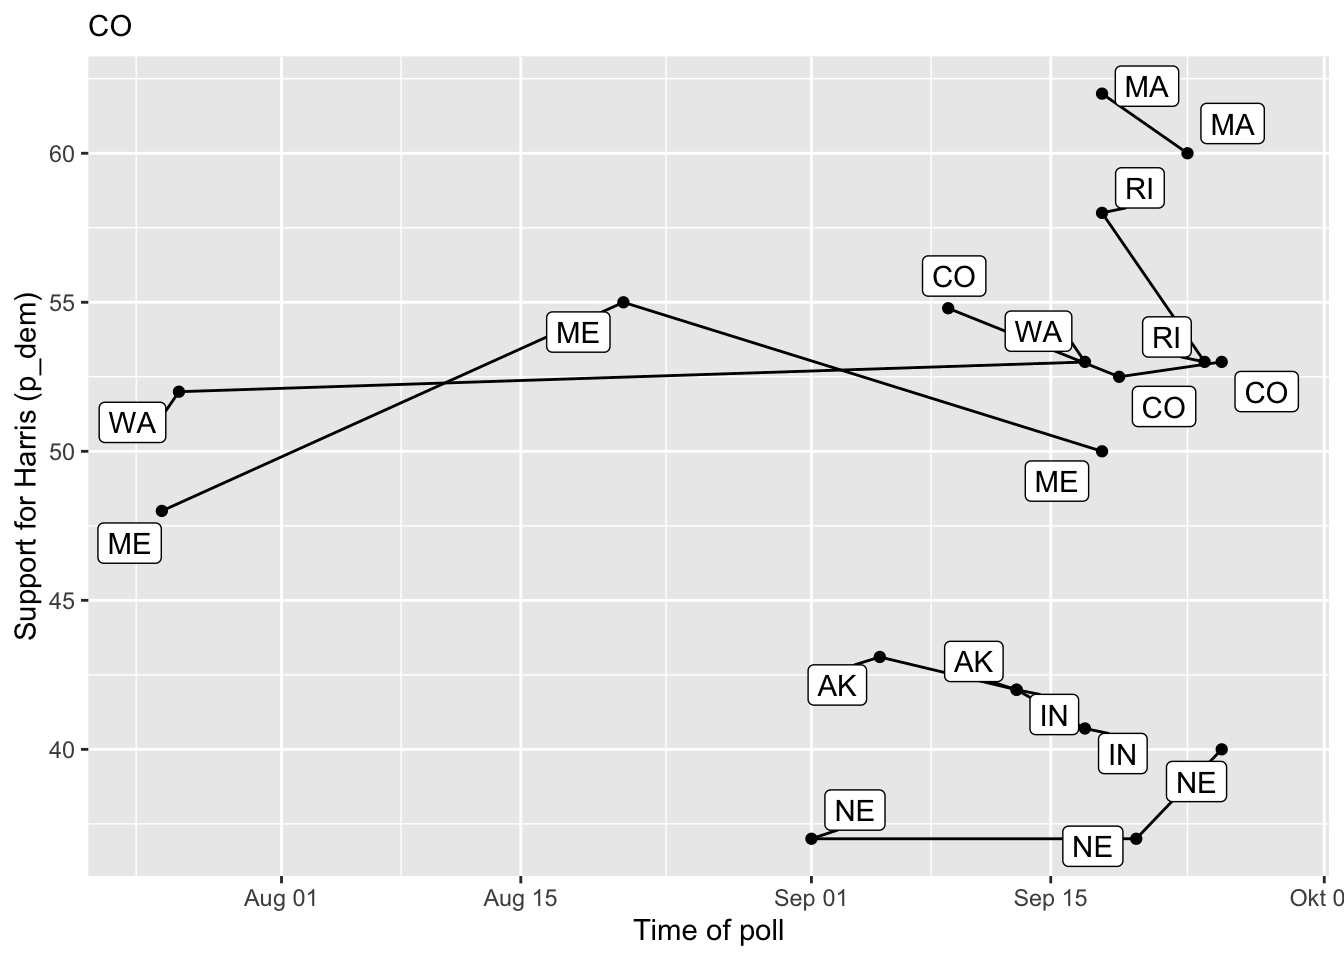 CO
MA
MA
60
RI
CO
55
WA
RI
ME
CO
CO
WA
50
ME
ME
45
AK
AK
IN
40
IN
NE
NE
NE
Aug 01
Aug 15
Sep 01
Sep 15
Okt 0
Time of poll
Support for Harris (p_dem)